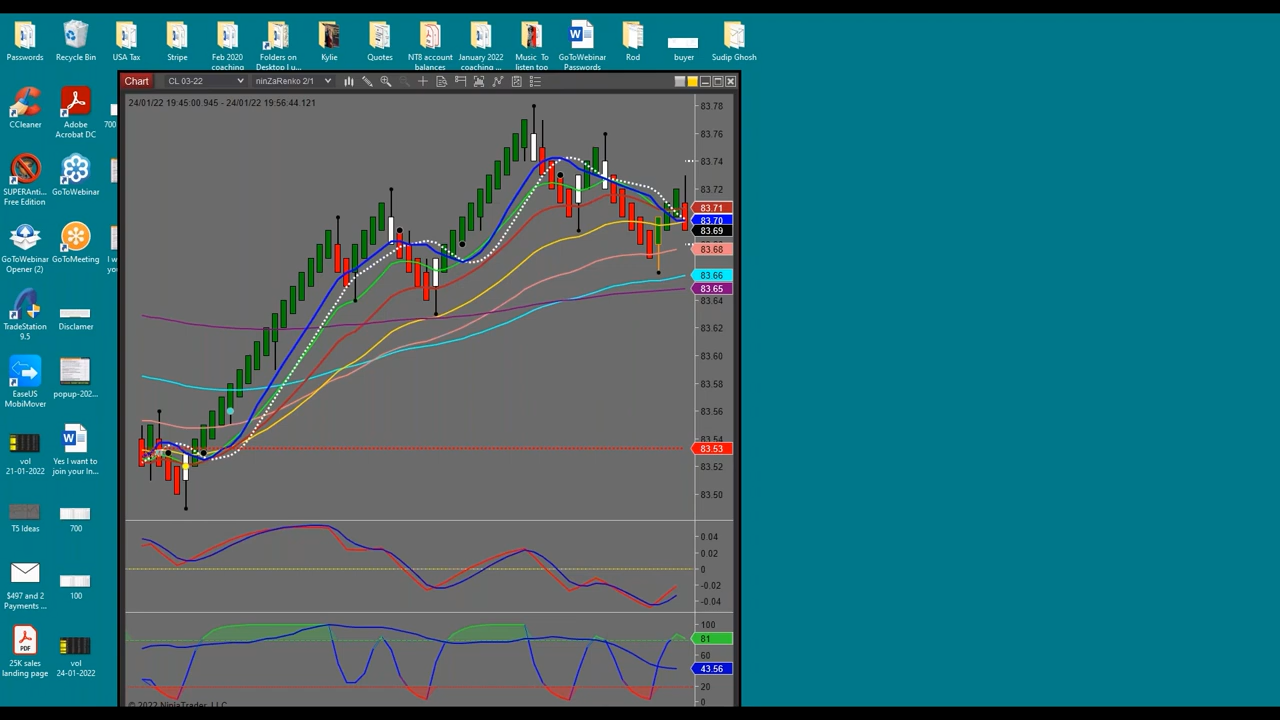 Passwords
Recycle Bin
USA Tax
Stripe
Feb 2020
coaching
Folders on
Desktop I u...
Kylie
Quotes
NT8 account
balances
January 2022
coaching ...
Music To
listen too
GoToWebinar
Passwords
Rod
buyer
Sudip Ghosh
Chart
CL 03-22
ninZaRenko 2/1
24/01/22 19:45:00.945 - 24/01/22 19:56:44.121
CCleaner
Adobe
Acrobat DC
700
SUPERAnti...
Free Edition
GoToWebinar
GoToWebinar
Opener (2)
GoToMeeting
I w
you
TradeStation
9.5
Disclamer
EaseUS
MobiMover
popup-202...
vol
21-01-2022
Yes I want to
join your In...
T5 Ideas
700
$497 and 2
Payments ...
100
25K sales
landing page
vol
24-01-2022
83.78
83.76
83.74
83.72
83.71
83.70
83.69
83.68
83.66
83.65
83.64
83.62
83.60
83.58
83.56
83.54
83.53
83.52
83.50
0.04
0.02
0
-0.02
-0.04
100
81
60
43.56
20
0
© 2022 NinjaTrader, LLC